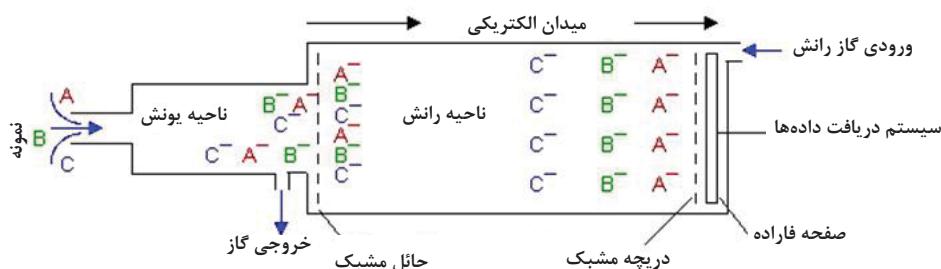 میدان الکتریکی
ورودی گاز رانش
A
B
C
نمونه
ناحیه یونش
B⁻ A⁻
C⁻
C⁻ A⁻ B⁻
A⁻
B⁻
C⁻
A⁻
B⁻
C⁻
ناحیه رانش
C⁻ B⁻ A⁻
C⁻ B⁻ A⁻
C⁻ B⁻ A⁻
C⁻ B⁻ A⁻
سیستم دریافت داده‌ها
صفحه فاراده
دریچه مشبک
حائل مشبک
خروجی گاز